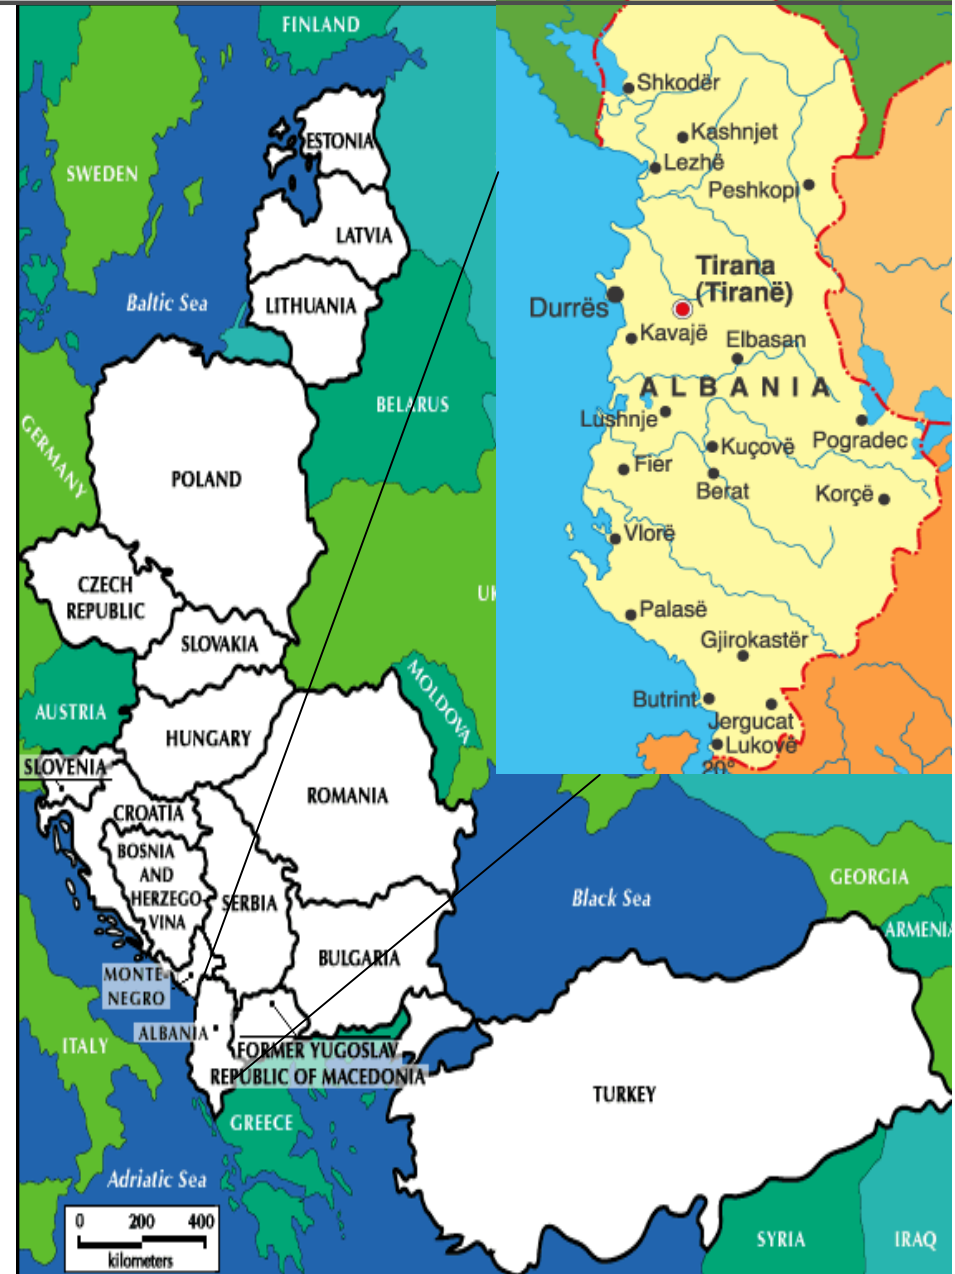 FINLAND
SWEDEN
ESTONIA
LATVIA
LITHUANIA
Baltic Sea
BELARUS
GERMANY
POLAND
UK
CZECH
REPUBLIC
SLOVAKIA
MOLDOVA
AUSTRIA
HUNGARY
SLOVENIA
ROMANIA
CROATIA
BOSNIA
AND
HERZEGO-
VINA
SERBIA
Black Sea
GEORGIA
ARMENIA
BULGARIA
MONTE-
NEGRO
ALBANIA
ITALY
FORMER YUGOSLAV
REPUBLIC OF MACEDONIA
TURKEY
GREECE
Adriatic Sea
SYRIA
IRAQ
0 200 400
kilometers
Shkodër
Kashnjet
Lezhë
Peshkopi
Tirana
(Tiranë)
Durrës
Kavajë
Elbasan
ALBANIA
Lushnje
Kuçovë
Pogradec
Fier
Berat
Korçë
Vlorë
Palasë
Gjirokastër
Butrint
Jergucat
Lukovë
20°